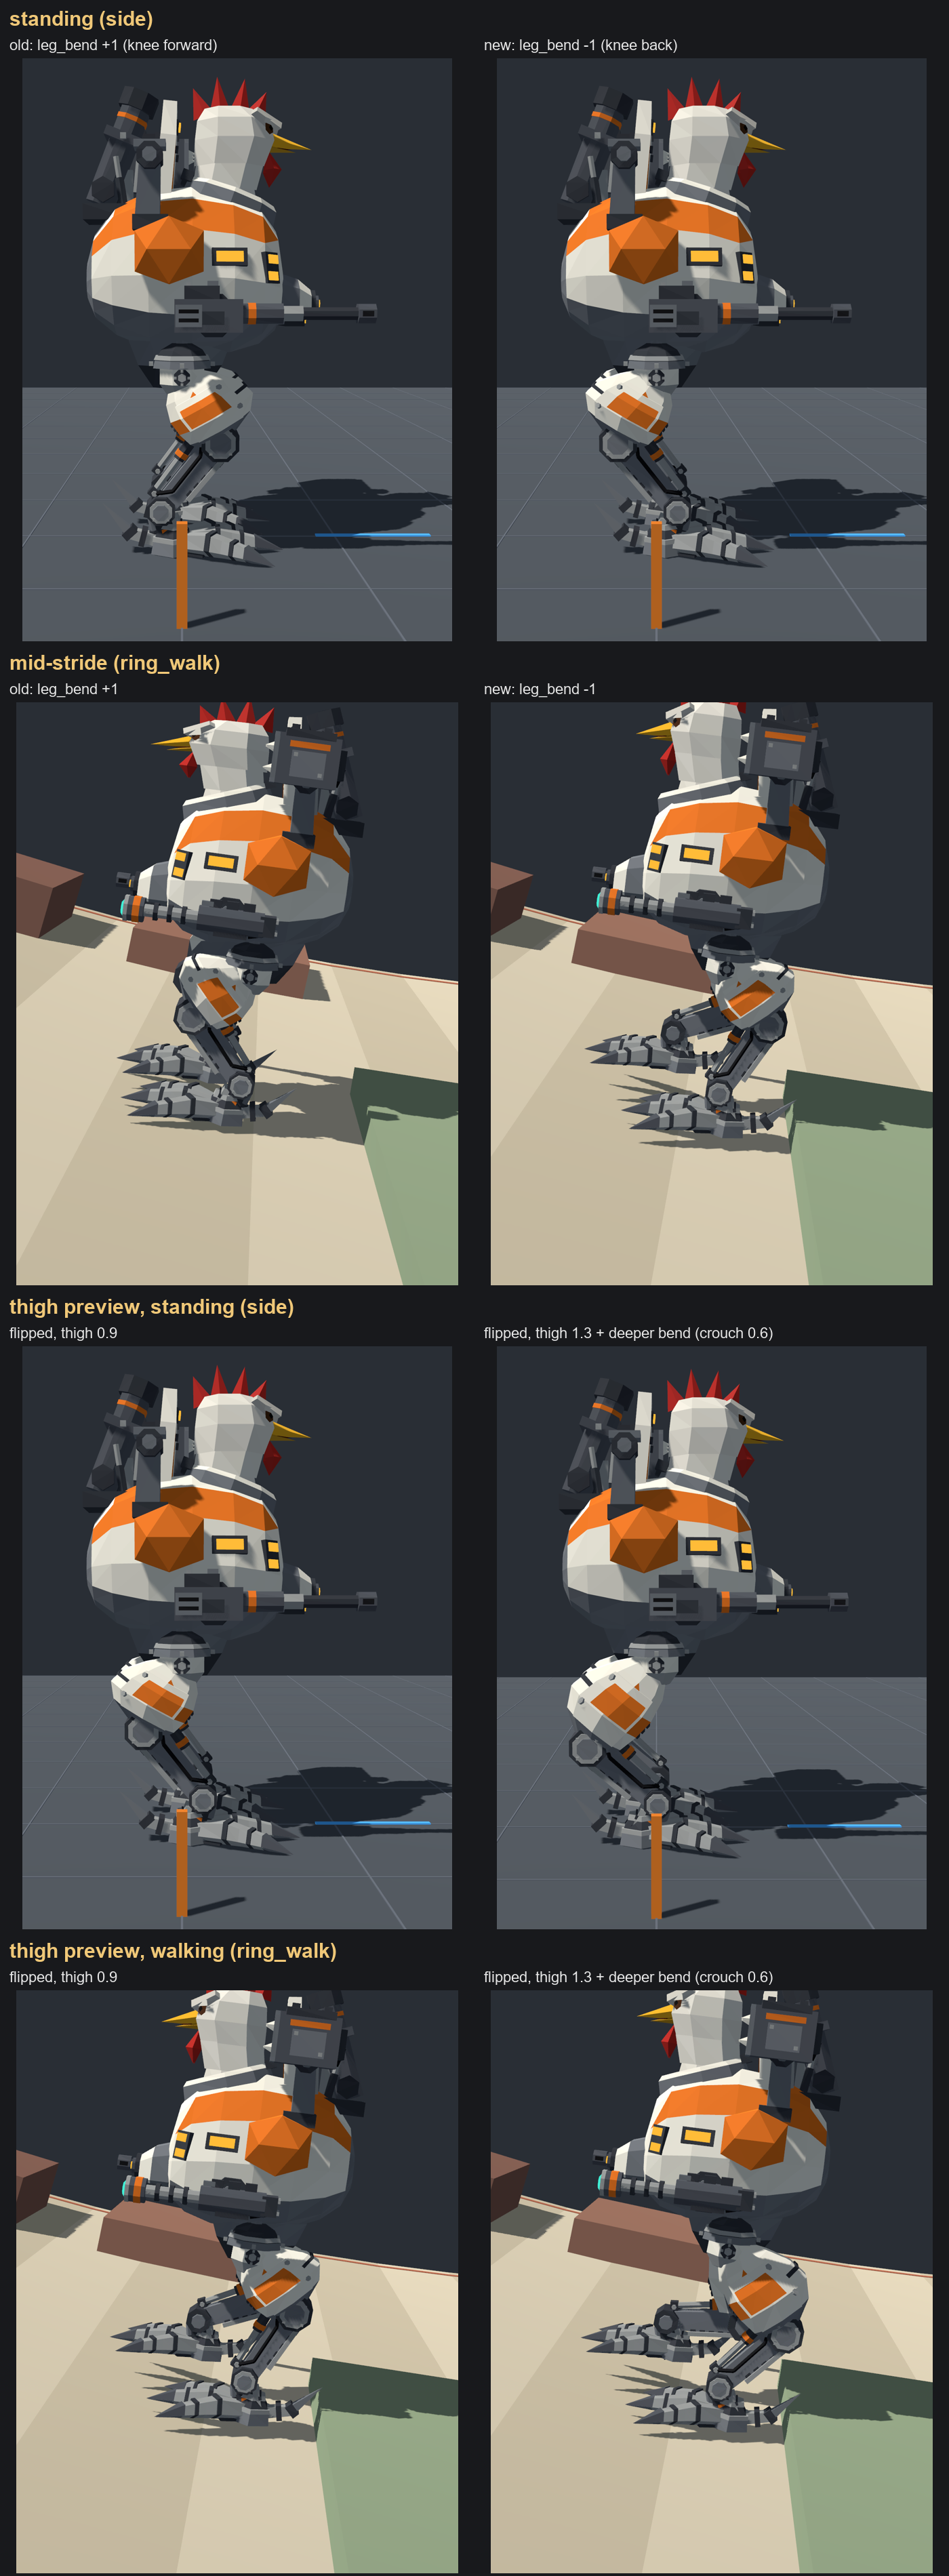 standing (side)
old: leg_bend +1 (knee forward)
new: leg_bend -1 (knee back)
mid-stride (ring_walk)
old: leg_bend +1
new: leg_bend -1
thigh preview, standing (side)
flipped, thigh 0.9
flipped, thigh 1.3 + deeper bend (crouch 0.6)
thigh preview, walking (ring_walk)
flipped, thigh 0.9
flipped, thigh 1.3 + deeper bend (crouch 0.6)